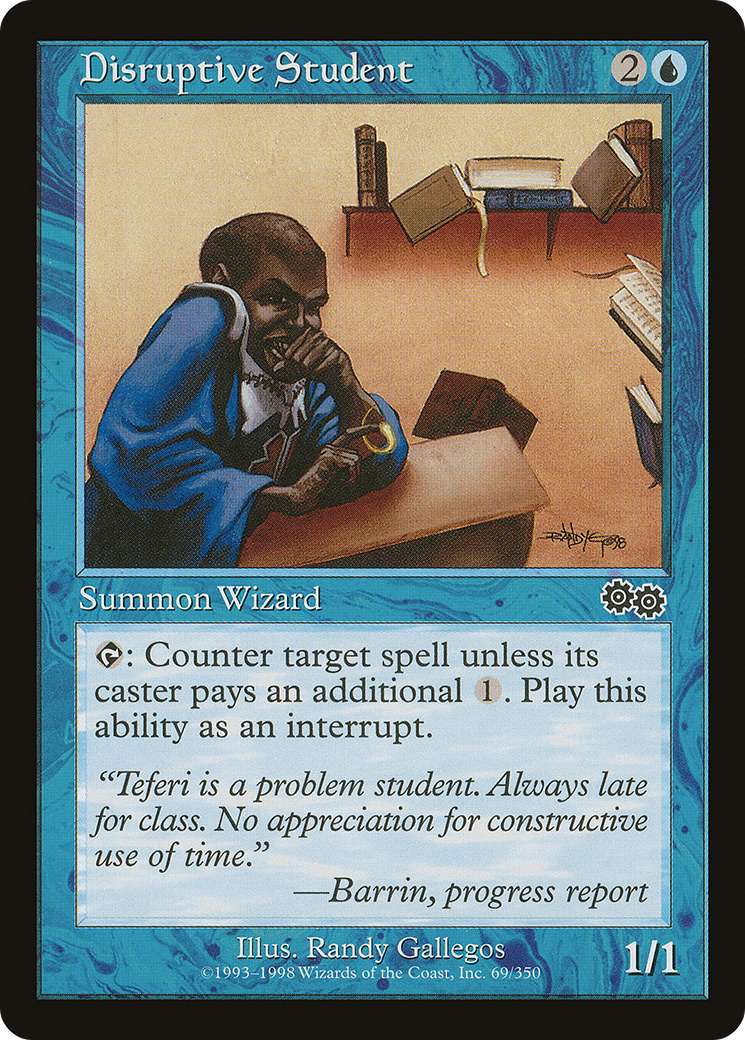 Disruptive Student 2
RANDYG98
Summon Wizard
: Counter target spell unless its
caster pays an additional 1. Play this
ability as an interrupt.
“Teferi is a problem student. Always late
for class. No appreciation for constructive
use of time.”
—Barrin, progress report
Illus. Randy Gallegos
©1993–1998 Wizards of the Coast, Inc. 69/350
1/1